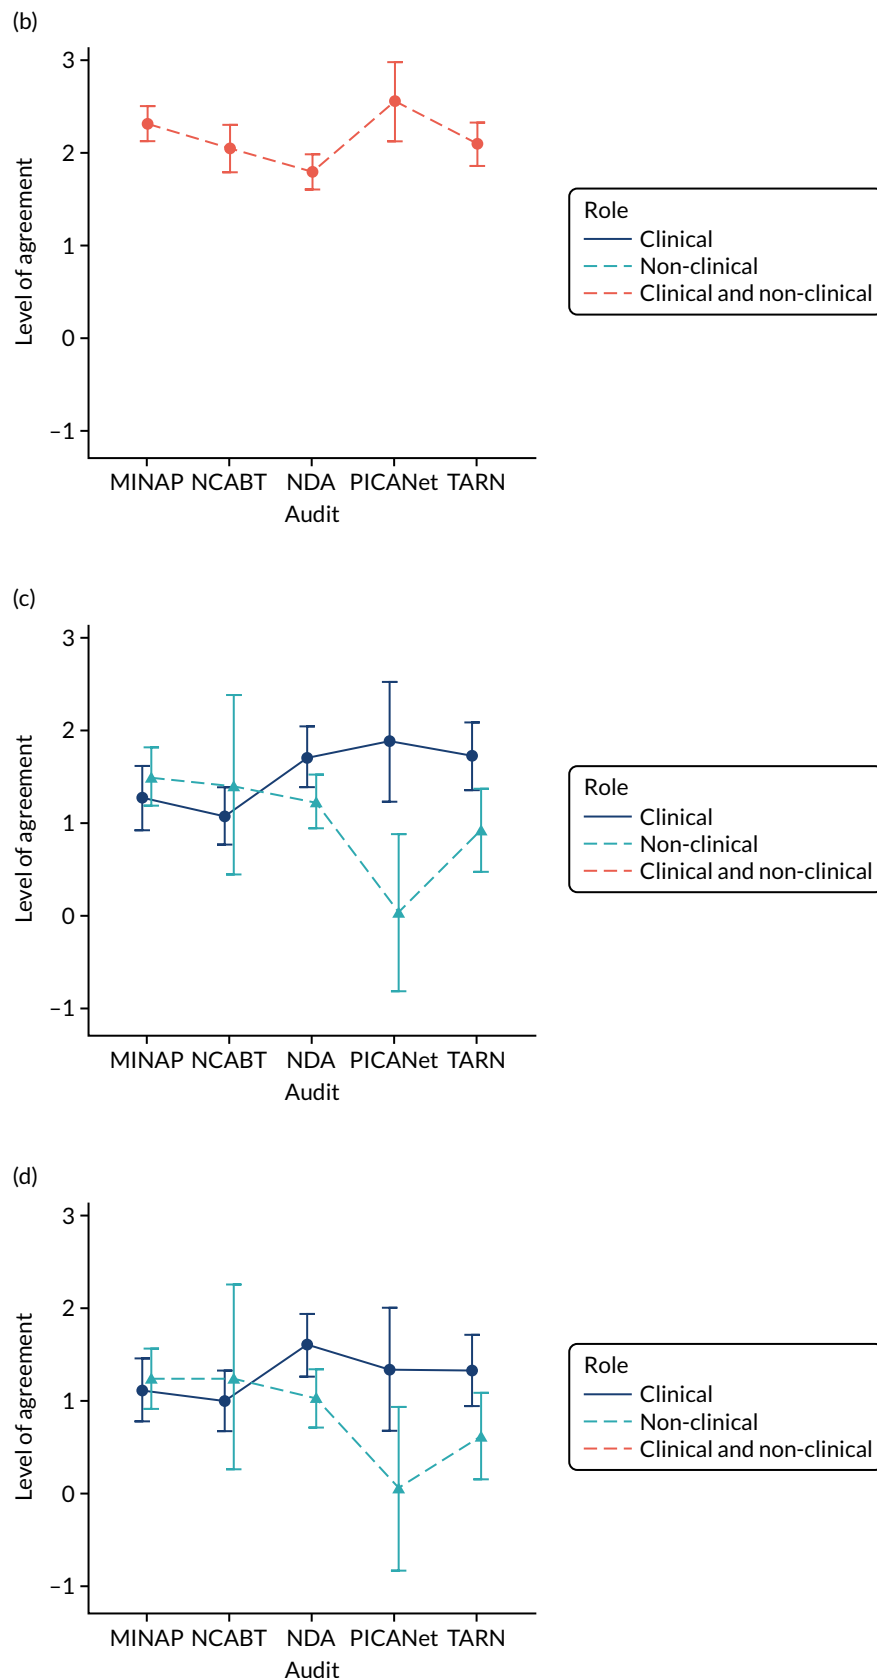 (b)
3
2
1
0
−1
Level of agreement
MINAP NCABT NDA PICANet TARN
Audit
Role
Clinical
Non-clinical
Clinical and non-clinical
(c)
3
2
1
0
−1
Level of agreement
MINAP NCABT NDA PICANet TARN
Audit
Role
Clinical
Non-clinical
Clinical and non-clinical
(d)
3
2
1
0
−1
Level of agreement
MINAP NCABT NDA PICANet TARN
Audit
Role
Clinical
Non-clinical
Clinical and non-clinical